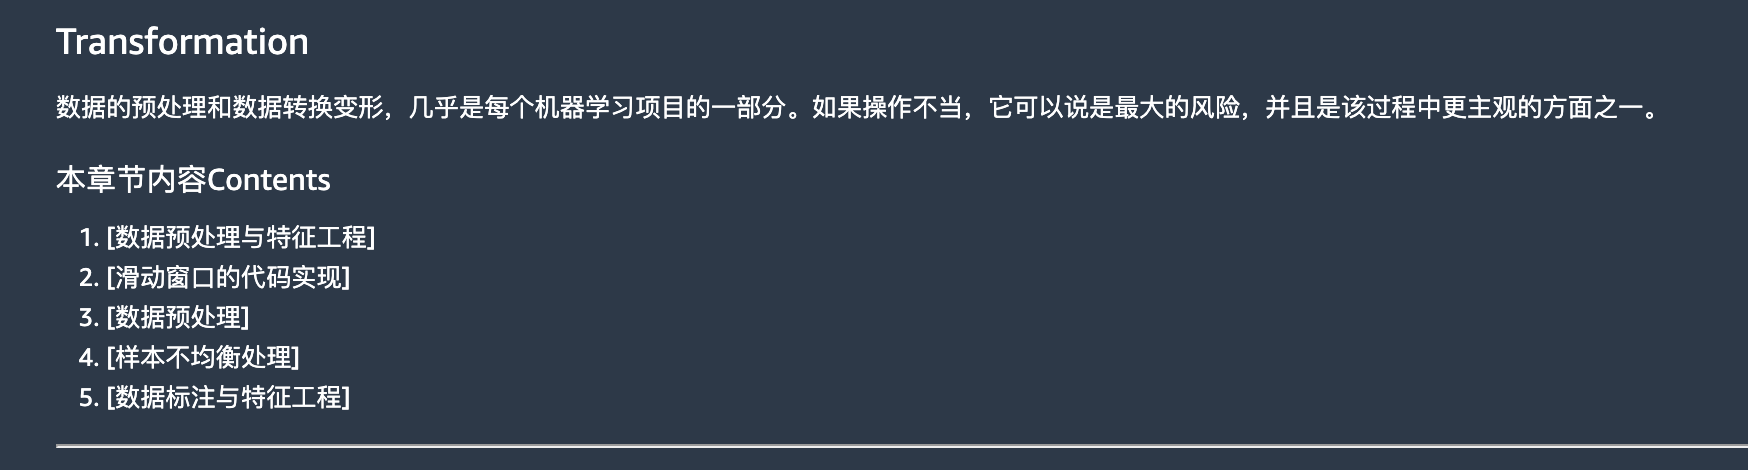 Transformation
数据的预处理和数据转换变形，几乎是每个机器学习项目的一部分。如果操作不当，它可以说是最大的风险，并且是该过程中更主观的方面之一。
本章节内容Contents
1. [数据预处理与特征工程]
2. [滑动窗口的代码实现]
3. [数据预处理]
4. [样本不均衡处理]
5. [数据标注与特征工程]